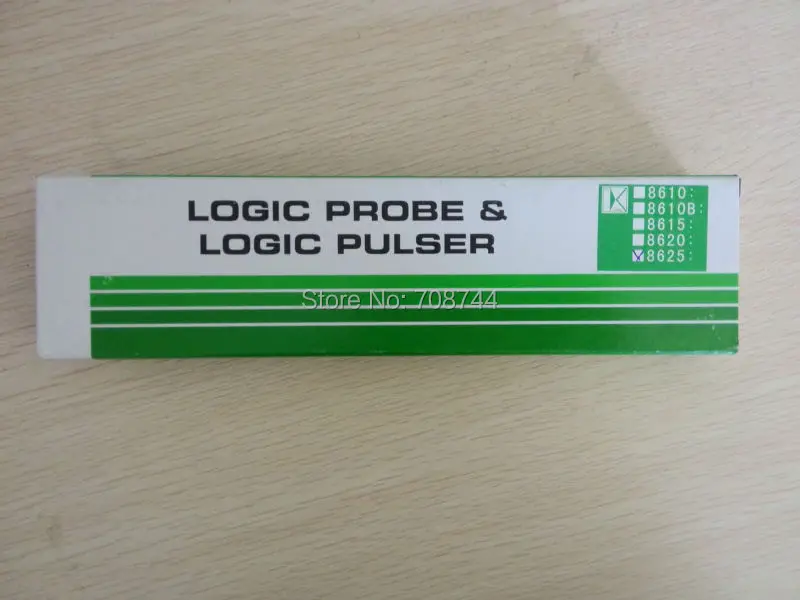 LOGIC PROBE &
LOGIC PULSER
8610:
8610B:
8615:
8620:
8625:
Store No: 708744